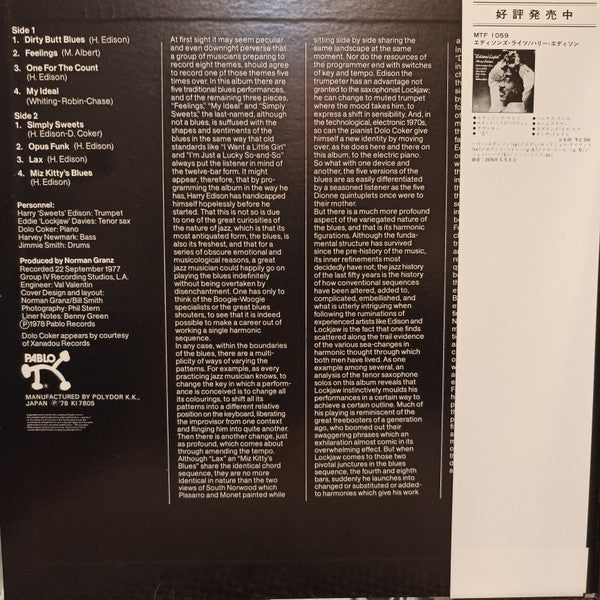 Side 1
1. Dirty Butt Blues (H. Edison)
2. Feelings (M. Albert)
3. One For The Count
(H. Edison)
4. My Ideal
(Whiting-Robin-Chase)
Side 2
1. Simply Sweets
(H. Edison-D. Coker)
2. Opus Funk (H. Edison)
3. Lax (H. Edison)
4. Miz Kitty's Blues
(H. Edison)
Personnel:
Harry 'Sweets' Edison: Trumpet
Eddie 'Lockjaw' Davies: Tenor sax
Dolo Coker: Piano
Harvey Newmark: Bass
Jimmie Smith: Drums
Produced by Norman Granz
Recorded 22 September 1977
Group IV Recording Studios, L.A.
Engineer: Val Valentin
Cover Design and layout:
Norman Granz/Bill Smith
Photography: Phil Stern
Liner Notes: Benny Green
Ⓟ1978 Pablo Records
Dolo Coker appears by courtesy
of Xanadou Records
PABLO
MANUFACTURED BY POLYDOR K.K.,
JAPAN Ⓟ '78 KI 7805
At first sight it may seem peculiar
and even downright perverse that
a group of musicians preparing to
record eight themes, should agree
to record one of those themes five
times over. In this album there are
five traditional blues performances,
and of the remaining three pieces,
"Feelings," "My Ideal" and "Simply
Sweets," the last-named, although
not a blues, is suffused with the
shapes and sentiments of the
blues in the same way that old
standards like "I Want a Little Girl"
and "I'm Just a Lucky So-and-So"
always put the listener in mind of
the twelve-bar form. It might
appear, therefore, that by pro-
gramming the album in the way he
has, Harry Edison has handicapped
himself hopelessly before he
started. That this is not so is due
to one of the great curiosities of
the nature of jazz, which is that its
most antiquated form, the blues, is
also its freshest, and that for a
series of obscure emotional and
musicological reasons, a great
jazz musician could happily go on
playing the blues indefinitely
without being overtaken by
disenchantment. One has only to
think of the Boogie-Woogie
specialists or the great blues
shouters, to see that it is indeed
possible to make a career out of
working a single harmonic
sequence.
In any case, within the boundaries
of the blues, there are a multi-
plicity of ways of varying the
patterns. For example, as every
practicing jazz musician knows, to
change the key in which a perform-
ance is conceived is to change all
its colourings, to shift all its
patterns into a different relative
position on the keyboard, liberating
the improvisor from one context
and flinging him into quite another.
Then there is another change, just
as profound, which comes about
through amending the tempo.
Although "Lax" an "Miz Kitty's
Blues" share the identical chord
sequence, they are no more
identical in nature than the two
views of South Norwood which
Pissarro and Monet painted while
sitting side by side sharing the
same landscape at the same
moment. Nor do the resources of
the programmer end with switches
of key and tempo. Edison the
trumpeter has an advantage not
granted to the saxophonist Lockjaw;
he can change to muted trumpet
where the mood takes him, to
express a shift in sensibility. And, in
the technological, electronic 1970s,
so can the pianist Dolo Coker give
himself a new identity by moving
over, as he does here and there on
this album, to the electric piano.
So what with one device and
another, the five versions of the
blues are as easily differentiated
by a seasoned listener as the five
Dionne quintuplets once were to
their mother.
But there is a much more profound
aspect of the variegated nature of
the blues, and that is its harmonic
figurations. Although the funda-
mental structure has survived
since the pre-history of the music,
its inner refinements most
decidedly have not; the jazz history
of the last fifty years is the history
of how conventional sequences
have been altered, added to,
complicated, embellished, and
what is utterly intriguing when
following the ruminations of
experienced artists like Edison and
Lockjaw is the fact that one finds
scattered along the trail evidence
of the various sea-changes in
harmonic thought through which
both men have lived. As one
example among several, an
analysis of the tenor saxophone
solos on this album reveals that
Lockjaw instinctively moulds his
performances in a certain way to
achieve a certain outline. Much of
his playing is reminiscent of the
great freebooters of a generation
ago, who boomed out their
swaggering phrases which an
exhilaration almost comic in its
overwhelming effect. But when
Lockjaw comes to those two
pivotal junctures in the blues
sequence, the fourth and eighth
bars, suddenly he launches into
changed or substituted or added-
to harmonies which give his work
好評発売中
MTF 1059
エディソンズ・ライツ/ハリー・エディソン